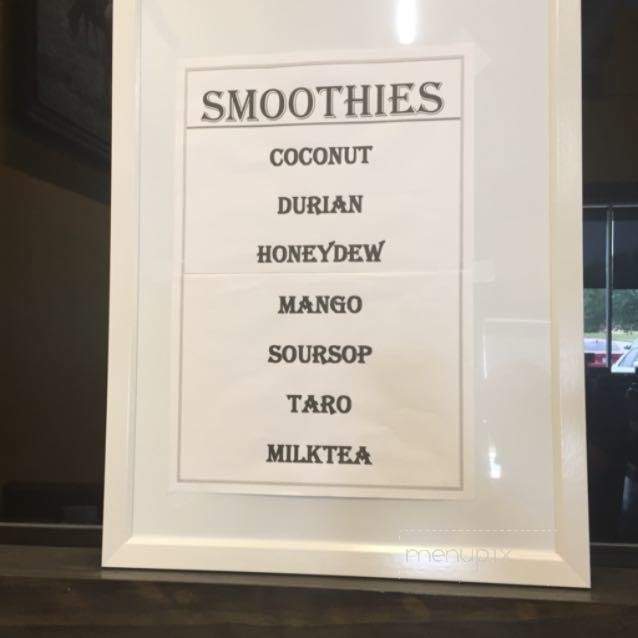 SMOOTHIES
COCONUT
DURIAN
HONEYDEW
MANGO
SOURSOP
TARO
MILKTEA
menupix